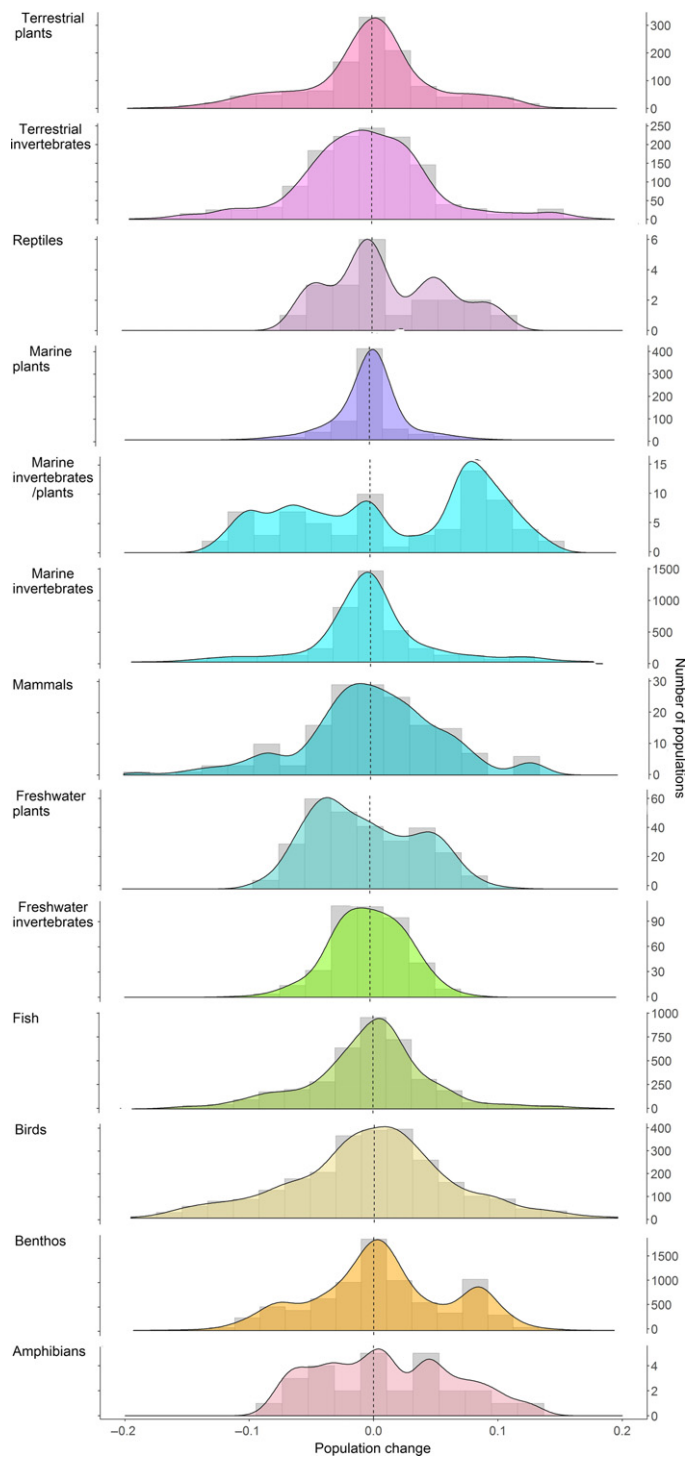 Terrestrial
plants
300
200
100
0
Terrestrial
invertebrates
250
200
150
100
50
0
Reptiles
6
4
2
0
Marine
plants
400
300
200
100
0
Marine
invertebrates
/plants
15
10
5
0
Marine
invertebrates
1500
1000
500
0
Number of populations
Mammals
30
20
10
0
Freshwater
plants
60
40
20
0
Freshwater
invertebrates
90
60
30
0
Fish
1000
750
500
250
0
Birds
400
300
200
100
0
Benthos
1500
1000
500
0
Amphibians
4
2
0
–0.2 –0.1 0.0 0.1 0.2
Population change